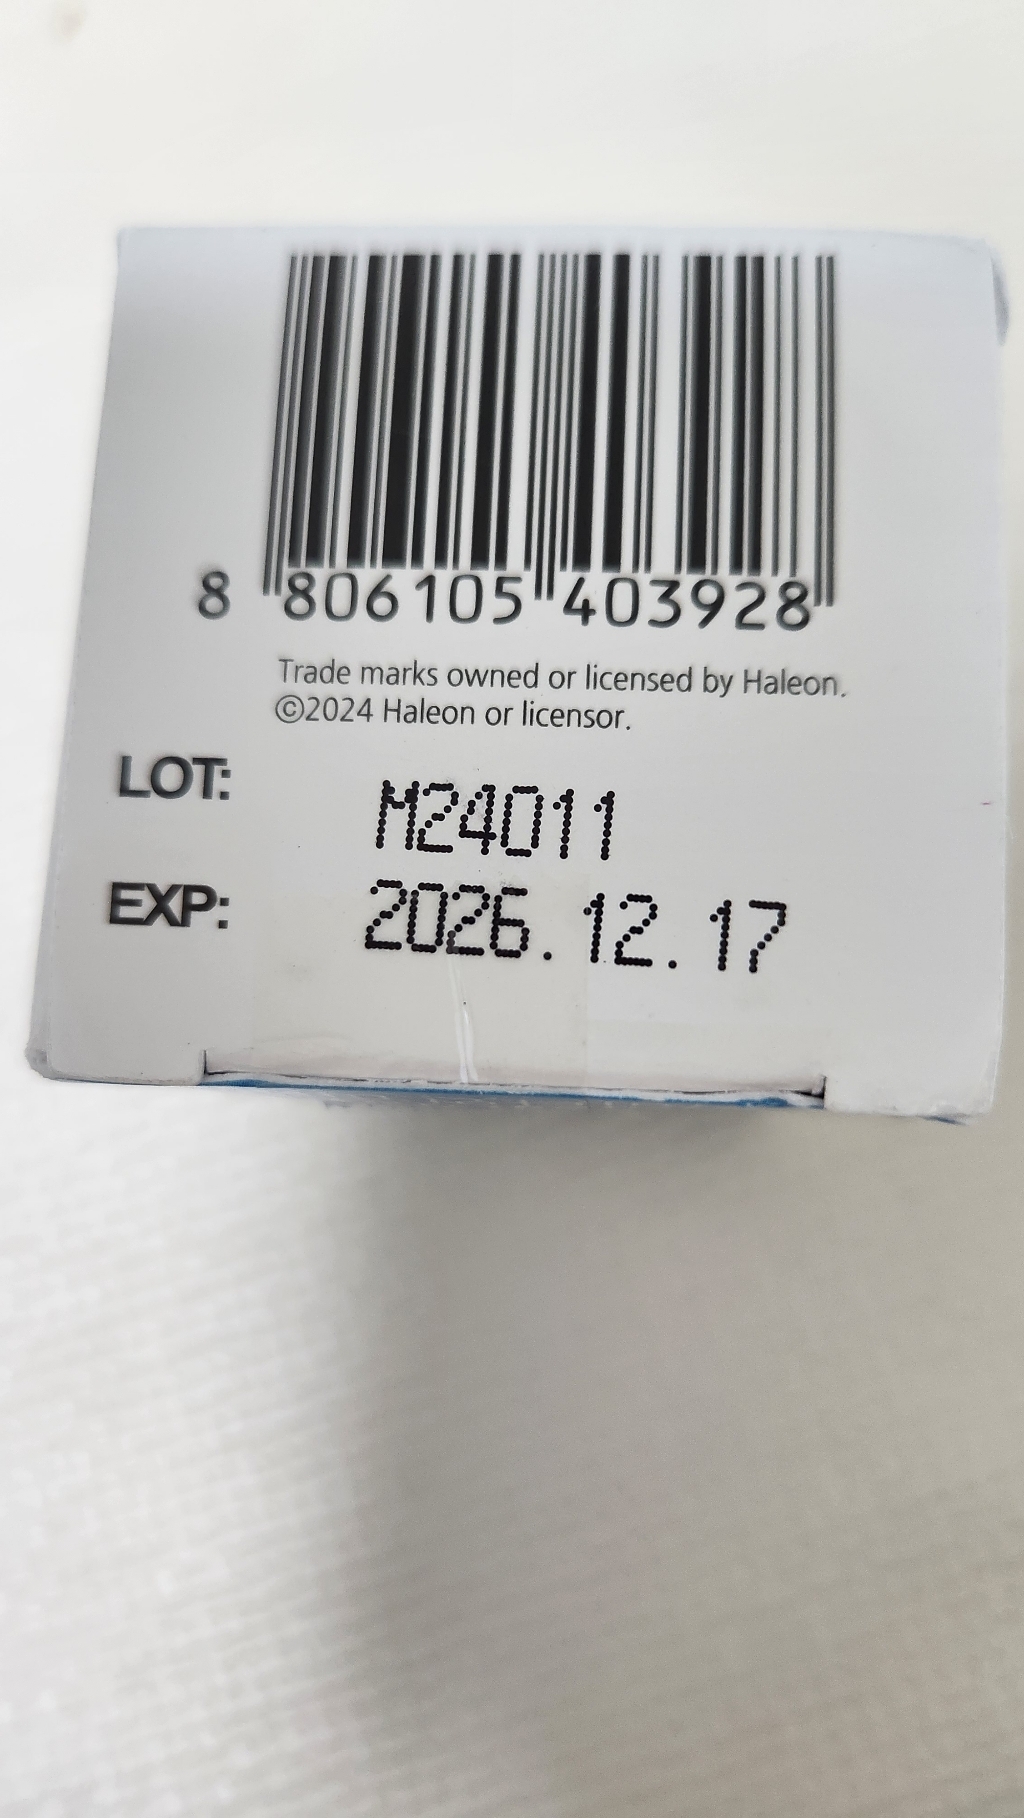 8 806105 403928
Trade marks owned or licensed by Haleon.
©2024 Haleon or licensor.
LOT: M24011
EXP: 2026.12.17